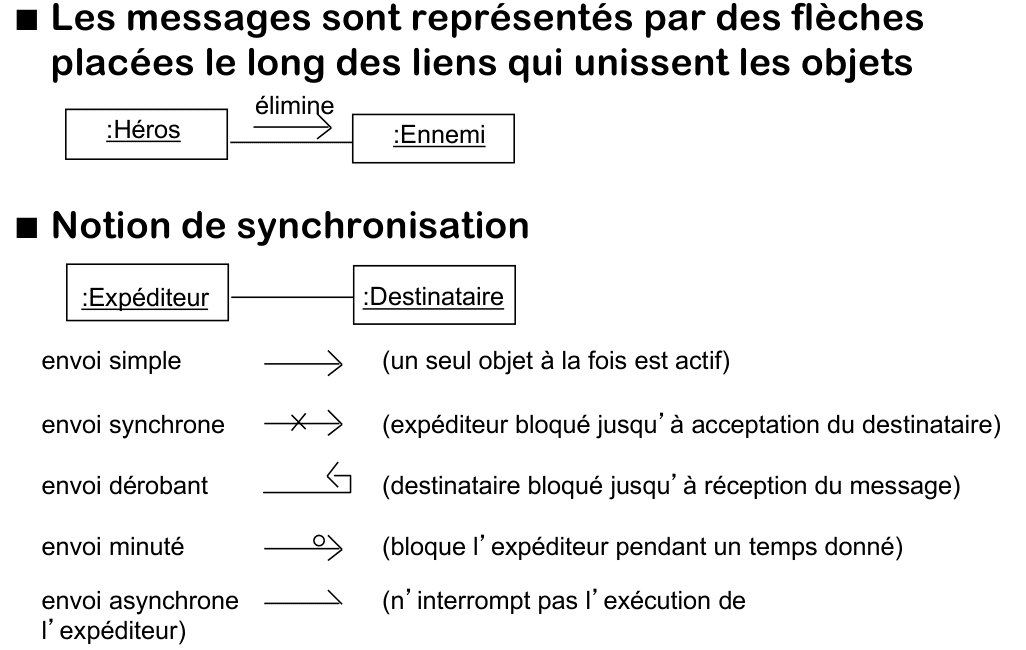 ■ Les messages sont représentés par des flèches
placées le long des liens qui unissent les objets
élimine
:Héros
:Ennemi
■ Notion de synchronisation
:Expéditeur
:Destinataire
envoi simple (un seul objet à la fois est actif)
envoi synchrone (expéditeur bloqué jusqu’à acceptation du destinataire)
envoi dérobant (destinataire bloqué jusqu’à réception du message)
envoi minuté (bloque l’expéditeur pendant un temps donné)
envoi asynchrone (n’interrompt pas l’exécution de
l’expéditeur)